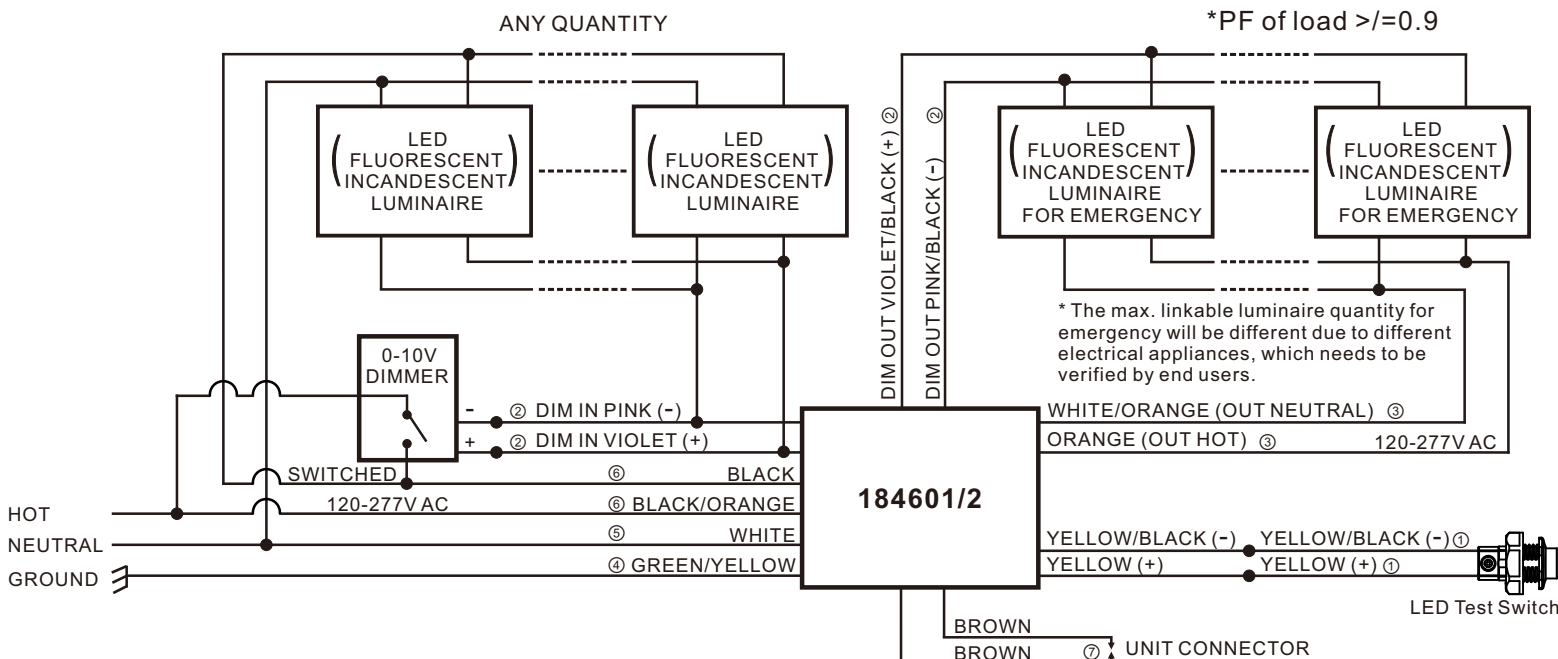 ANY QUANTITY
*PF of load >/=0.9
LED
FLUORESCENT
INCANDESCENT
LUMINAIRE
LED
FLUORESCENT
INCANDESCENT
LUMINAIRE
DIM OUT VIOLET/BLACK (+) ②
DIM OUT PINK/BLACK (-) ②
LED
FLUORESCENT
INCANDESCENT
LUMINAIRE
FOR EMERGENCY
LED
FLUORESCENT
INCANDESCENT
LUMINAIRE
FOR EMERGENCY
* The max. linkable luminaire quantity for
emergency will be different due to different
electrical appliances, which needs to be
verified by end users.
0-10V
DIMMER
- ② DIM IN PINK (-)
+ ② DIM IN VIOLET (+)
SWITCHED ⑥ BLACK
120-277V AC ⑥ BLACK/ORANGE
HOT
⑤ WHITE
NEUTRAL
④ GREEN/YELLOW
GROUND
184601/2
WHITE/ORANGE (OUT NEUTRAL) ③
ORANGE (OUT HOT) ③ 120-277V AC
YELLOW/BLACK (-) YELLOW/BLACK (-) ①
YELLOW (+) YELLOW (+) ①
LED Test Switch
BROWN
BROWN ⑦ UNIT CONNECTOR